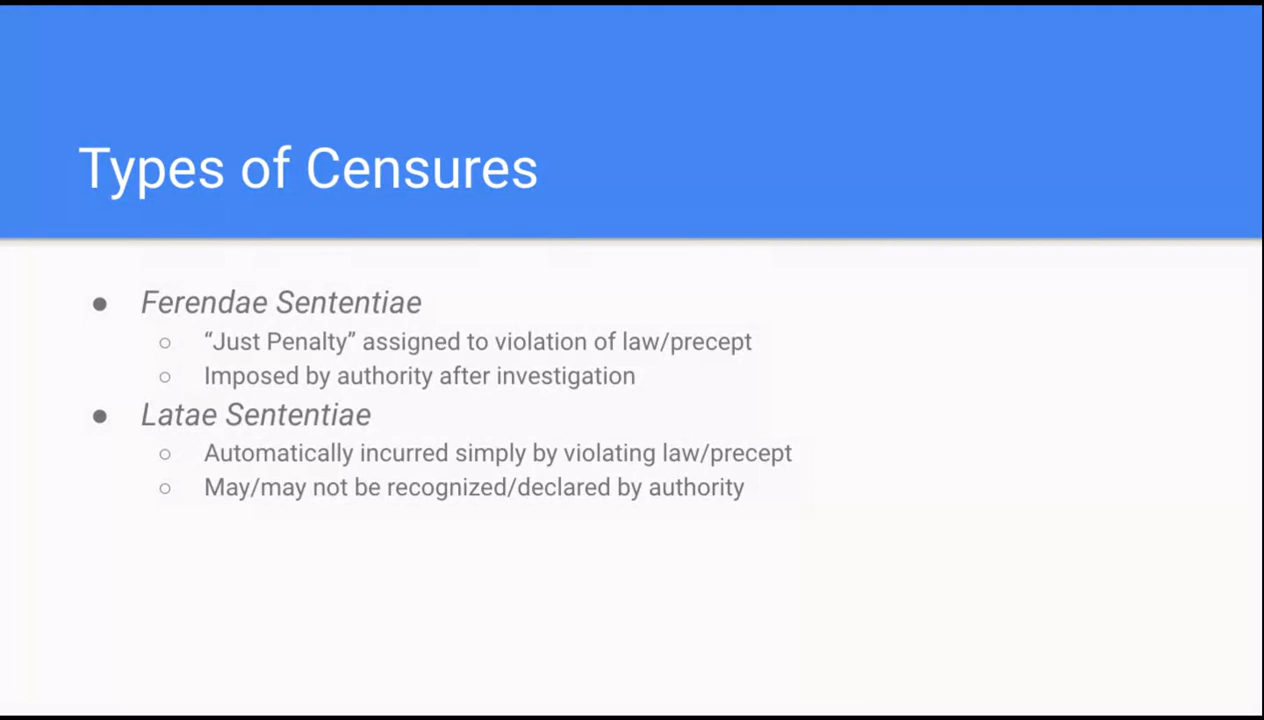 Types of Censures
● Ferendae Sententiae
○ “Just Penalty” assigned to violation of law/precept
○ Imposed by authority after investigation
● Latae Sententiae
○ Automatically incurred simply by violating law/precept
○ May/may not be recognized/declared by authority